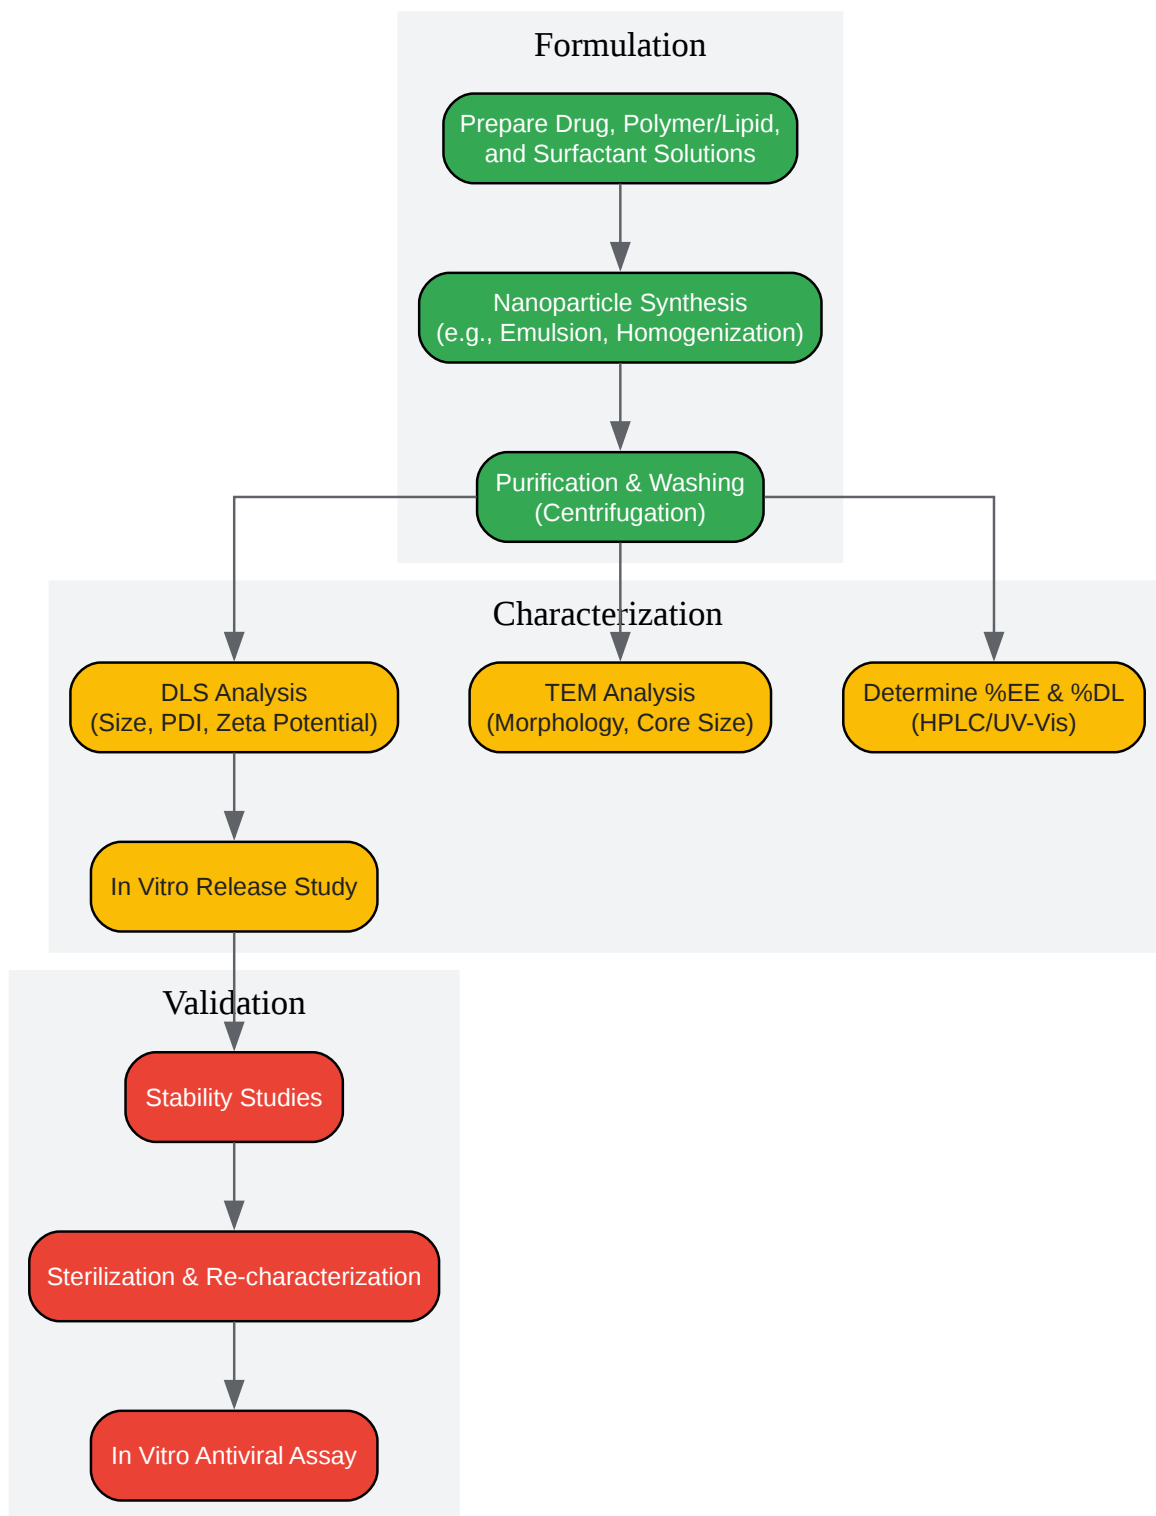 Formulation
Prepare Drug, Polymer/Lipid,
and Surfactant Solutions
Nanoparticle Synthesis
(e.g., Emulsion, Homogenization)
Purification & Washing
(Centrifugation)
Characterization
DLS Analysis
(Size, PDI, Zeta Potential)
TEM Analysis
(Morphology, Core Size)
Determine %EE & %DL
(HPLC/UV-Vis)
In Vitro Release Study
Validation
Stability Studies
Sterilization & Re-characterization
In Vitro Antiviral Assay